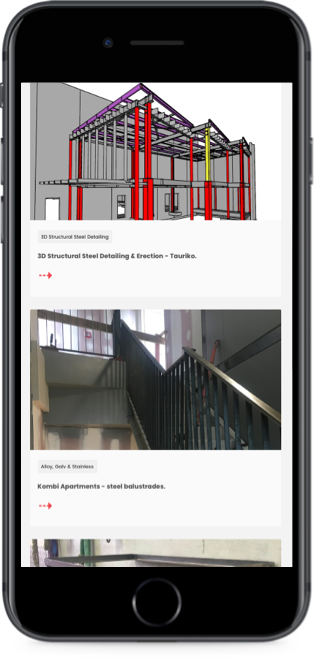 3D Structural Steel Detailing
3D Structural Steel Detailing & Erection - Tauriko.
Alloy, Galv & Stainless
Kombi Apartments - steel balustrades.